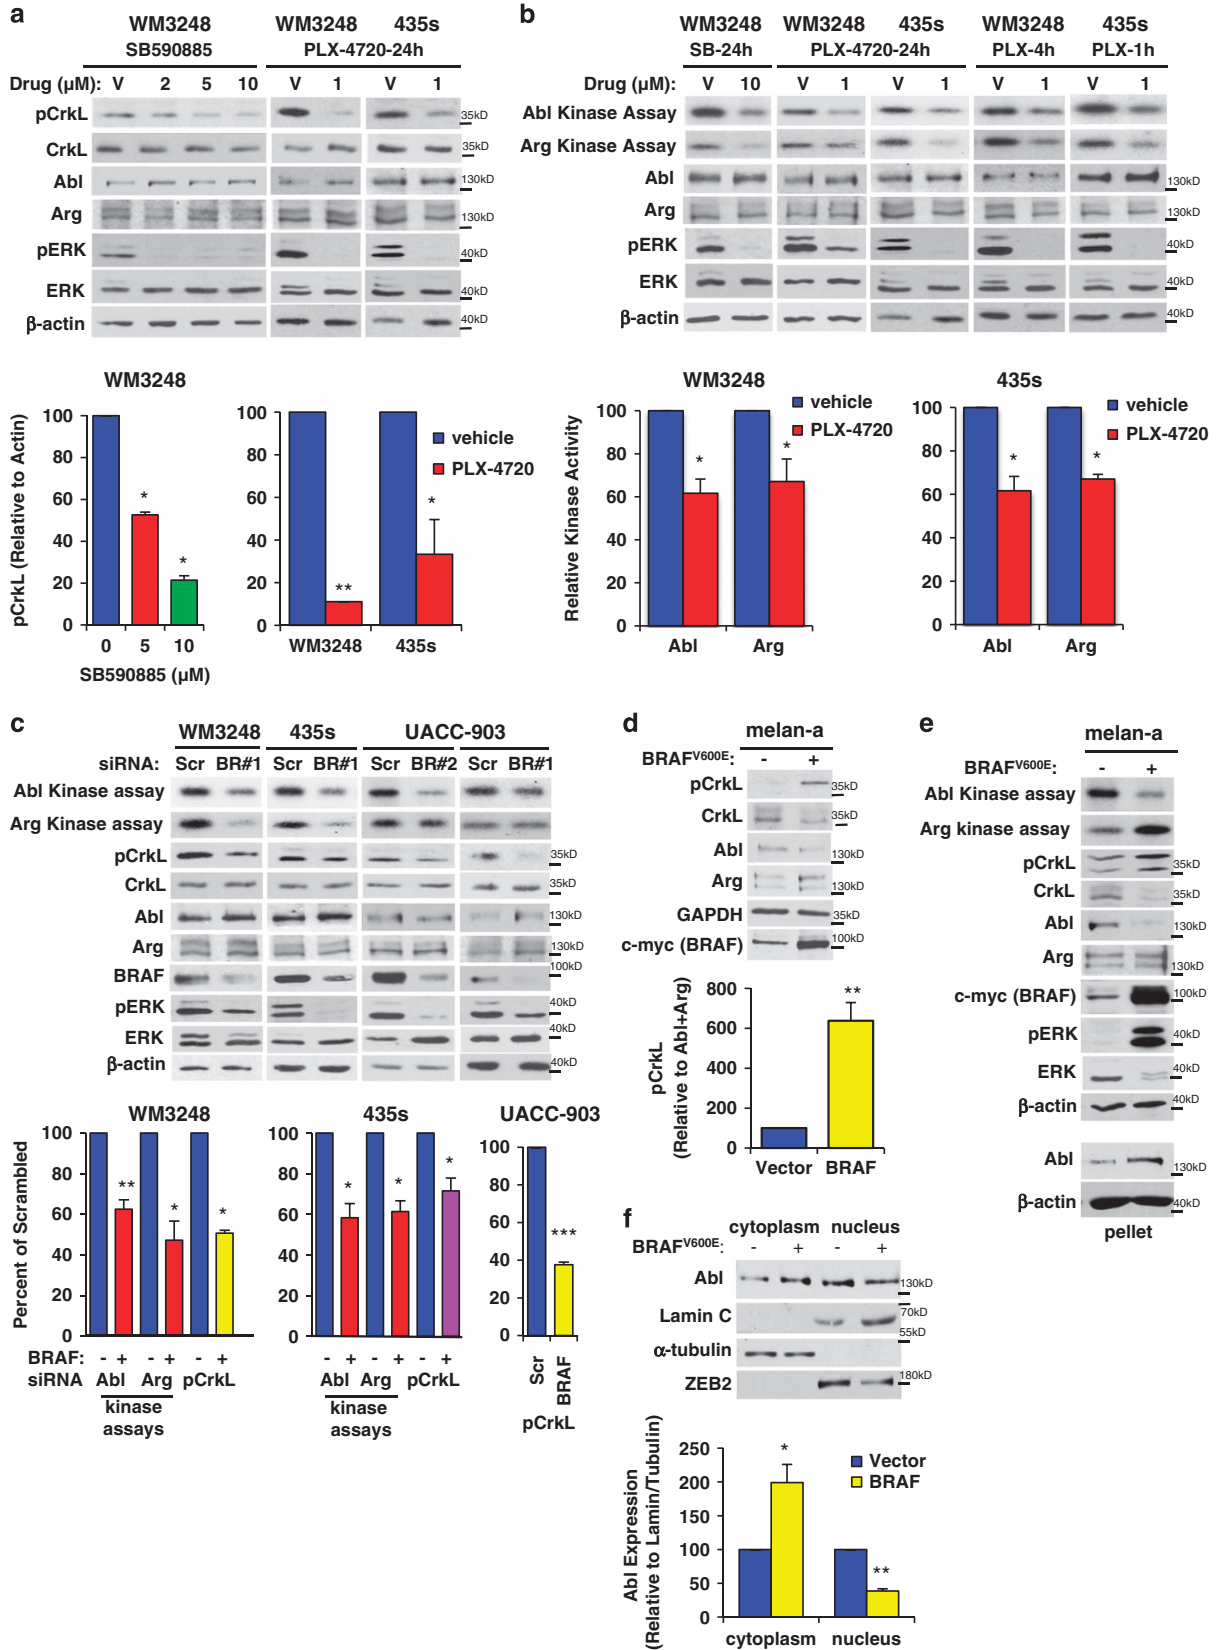 a
WM3248 WM3248 435s
SB590885 PLX-4720-24h
Drug (µM): V 2 5 10 V 1 V 1
pCrkL 35kD
CrkL 35kD
Abl 130kD
Arg 130kD
pERK 40kD
ERK 40kD
β-actin 40kD
WM3248
pCrkL (Relative to Actin)
100
80
60
40
20
0
* *
0 5 10
SB590885 (µM)
100
80
60
40
20
0
vehicle
PLX-4720
** *
WM3248 435s
b
WM3248 WM3248 435s WM3248 435s
SB-24h PLX-4720-24h PLX-4h PLX-1h
Drug (µM): V 10 V 1 V 1 V 1 V 1
Abl Kinase Assay
Arg Kinase Assay
Abl 130kD
Arg 130kD
pERK 40kD
ERK 40kD
β-actin 40kD
WM3248
Relative Kinase Activity
100
80
60
40
20
0
vehicle
PLX-4720
* *
Abl Arg
435s
100
80
60
40
20
0
vehicle
PLX-4720
* *
Abl Arg
c
WM3248 435s UACC-903
siRNA: Scr BR#1 Scr BR#1 Scr BR#2 Scr BR#1
Abl Kinase assay
Arg Kinase assay
pCrkL 35kD
CrkL 35kD
Abl 130kD
Arg 130kD
BRAF 100kD
pERK 40kD
ERK 40kD
β-actin 40kD
WM3248
Percent of Scrambled
100
80
60
40
20
0
** * *
BRAF: - + - + - +
siRNA Abl Arg pCrkL
kinase
assays
435s
100
80
60
40
20
0
* * *
- + - + - +
Abl Arg pCrkL
kinase
assays
UACC-903
100
80
60
40
20
0
***
Scr BRAF
pCrkL
d
melan-a
BRAFV600E: - +
pCrkL 35kD
CrkL 35kD
Abl 130kD
Arg 130kD
GAPDH 35kD
c-myc (BRAF) 100kD
pCrkL
(Relative to Abl+Arg)
800
600
400
200
0
**
Vector BRAF
e
melan-a
BRAFV600E: - +
Abl Kinase assay
Arg kinase assay
pCrkL 35kD
CrkL 35kD
Abl 130kD
Arg 130kD
c-myc (BRAF) 100kD
pERK 40kD
ERK 40kD
β-actin 40kD
Abl 130kD
β-actin 40kD
pellet
f
cytoplasm nucleus
BRAFV600E: - + - +
Abl 130kD
Lamin C 70kD
55kD
α-tubulin
ZEB2 180kD
Abl Expression
(Relative to Lamin/Tubulin)
250
200
150
100
50
0
Vector
BRAF
* **
cytoplasm nucleus